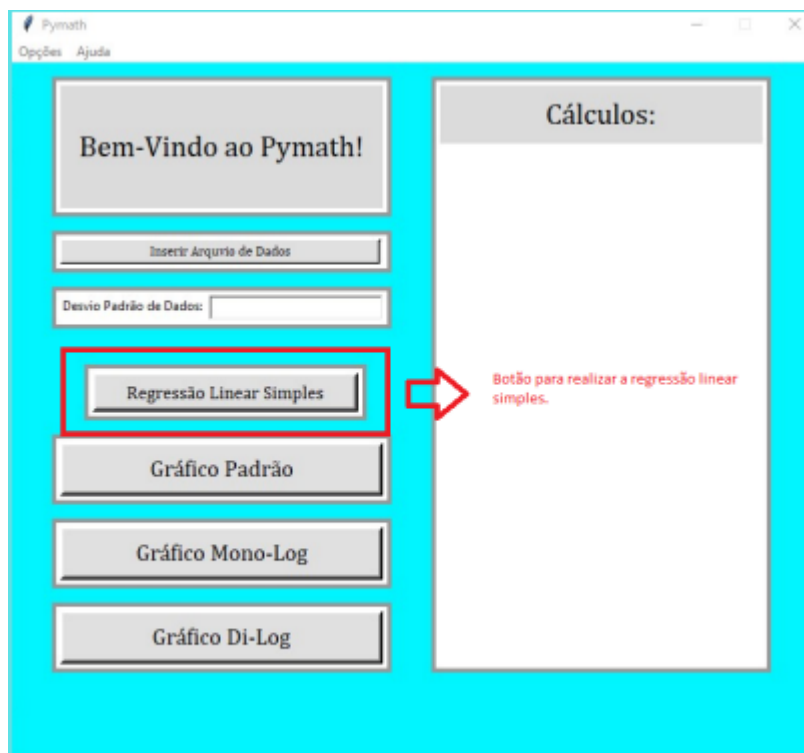 Pymath
Opções Ajuda
Bem-Vindo ao Pymath!
Inserir Arquvio de Dados
Desvio Padrão de Dados:
Regressão Linear Simples
Gráfico Padrão
Gráfico Mono-Log
Gráfico Di-Log
Cálculos:
Botão para realizar a regressão linear
simples.